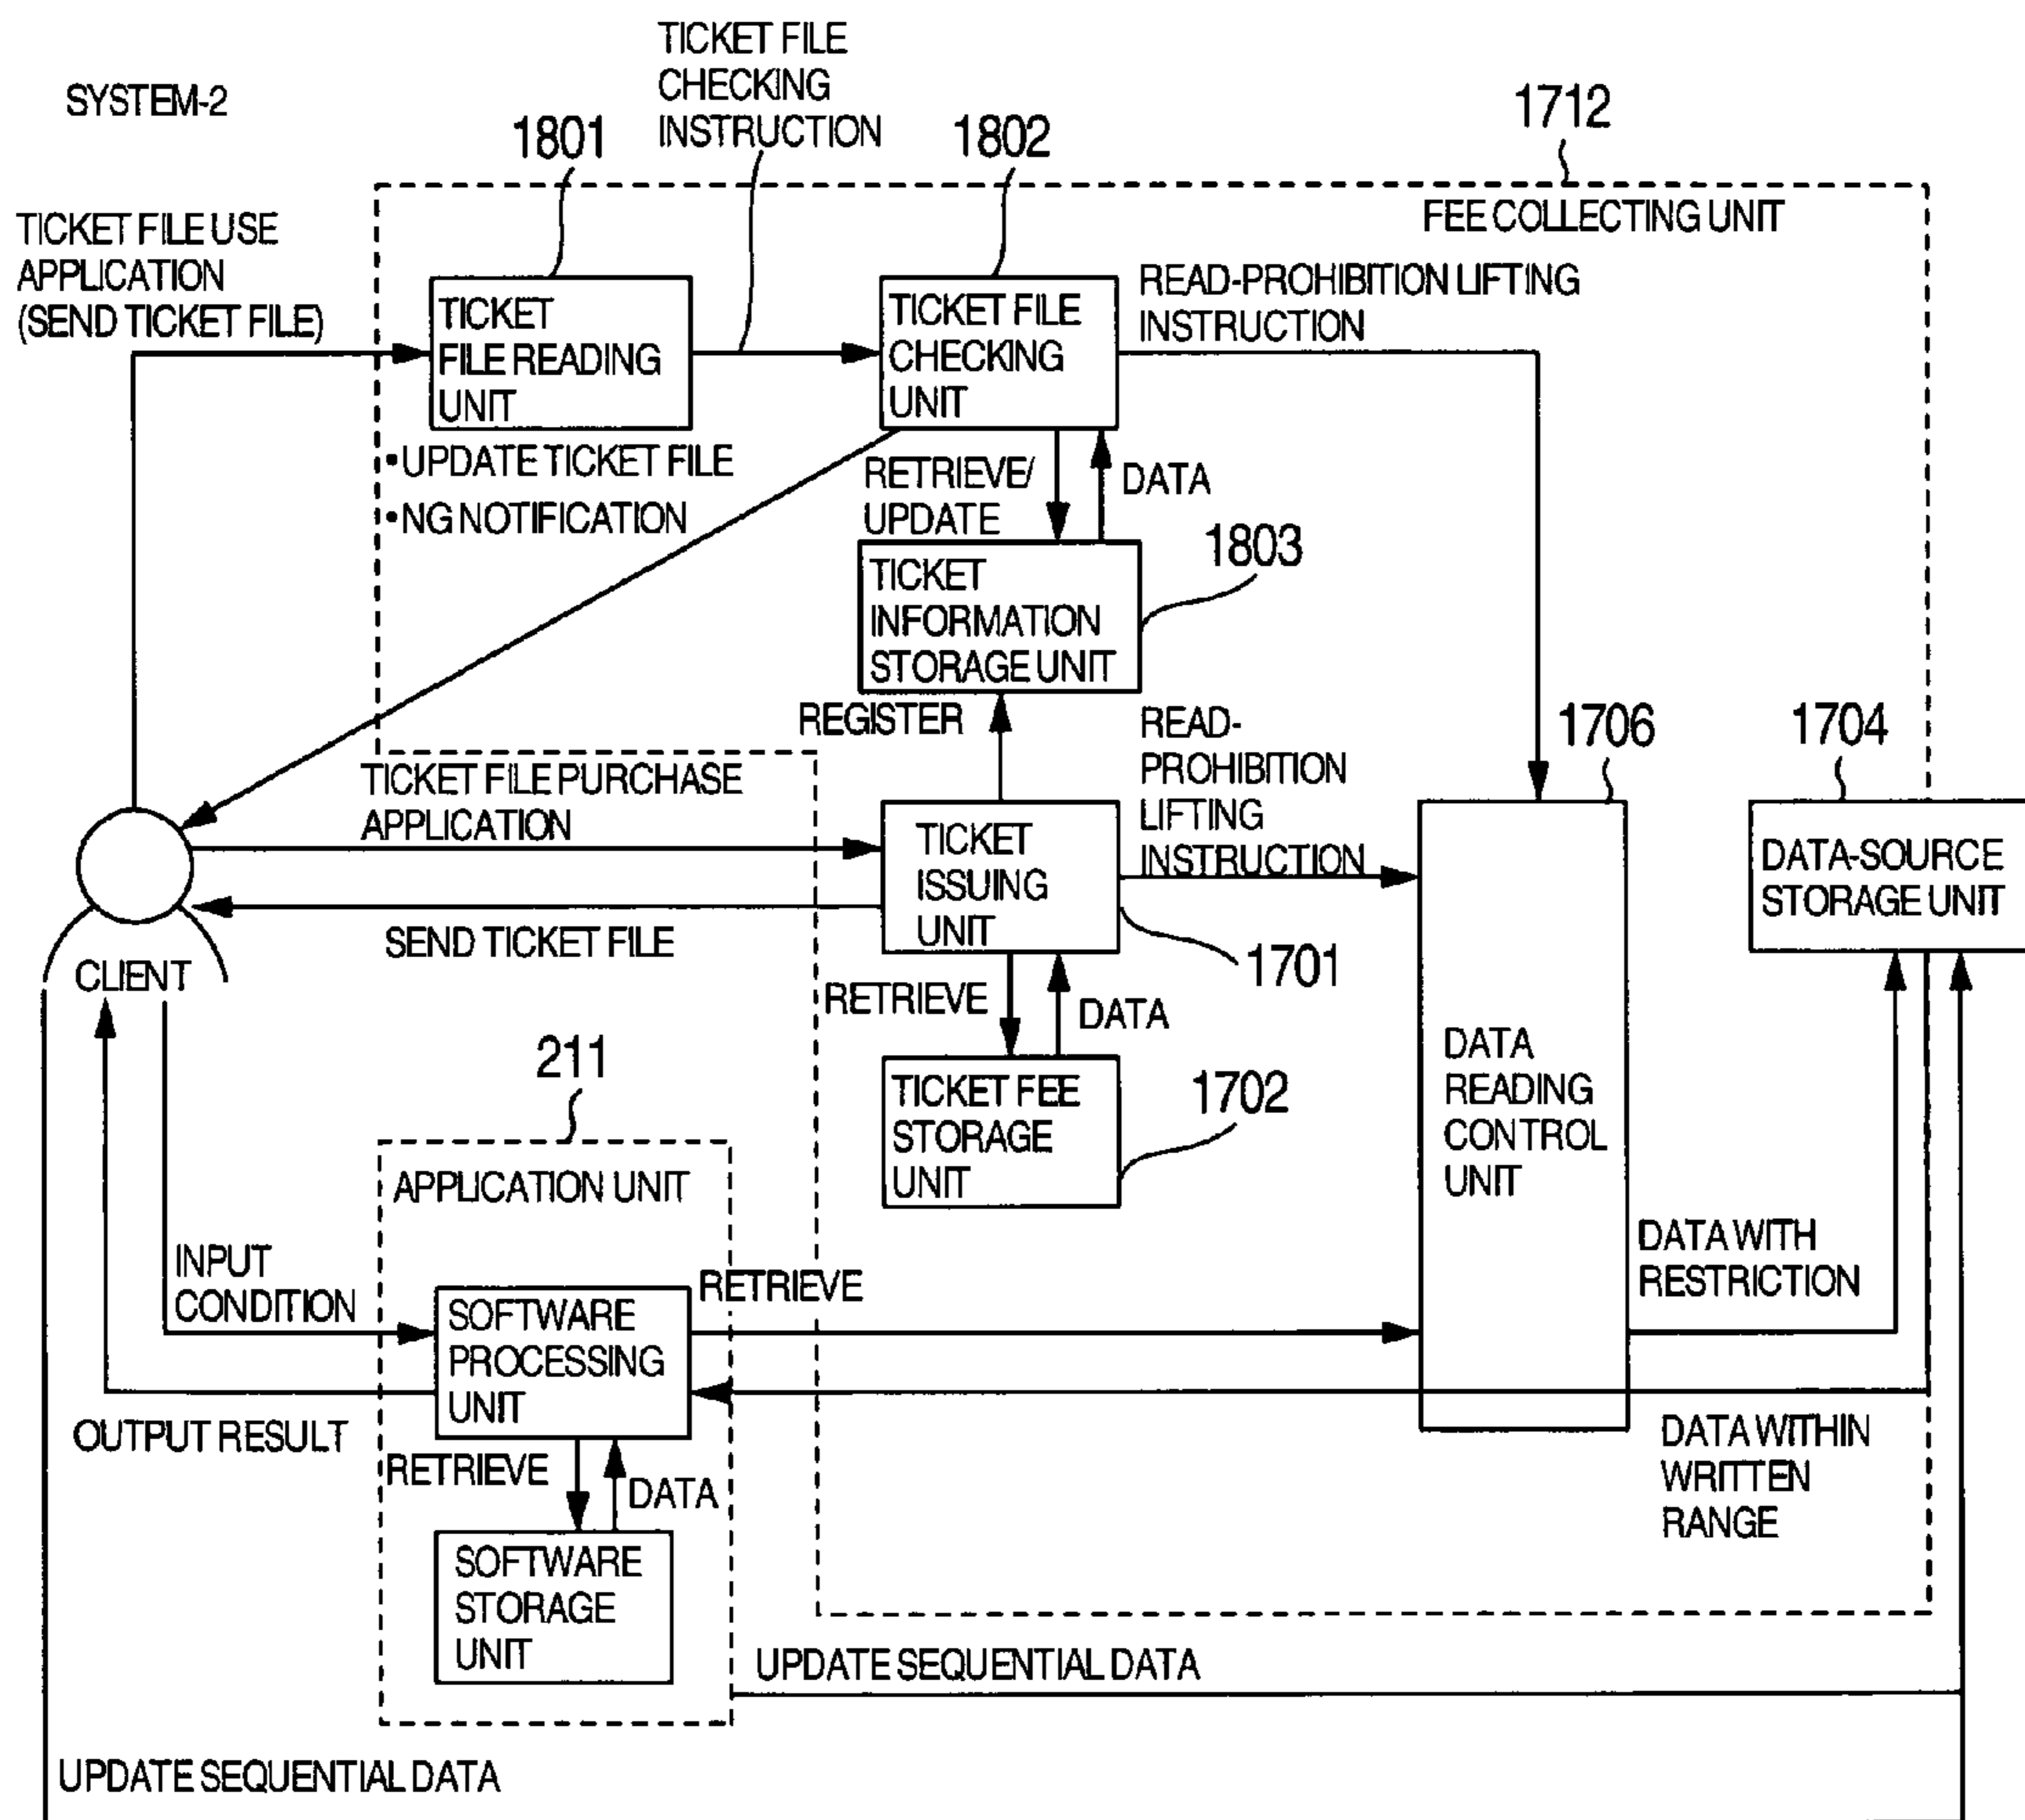 SYSTEM-2
TICKET FILE
CHECKING
INSTRUCTION
1801
1802
1712
FEE COLLECTING UNIT
TICKET FILE USE
APPLICATION
(SEND TICKET FILE)
TICKET
FILE READING
UNIT
TICKET FILE
CHECKING
UNIT
READ-PROHIBITION LIFTING
INSTRUCTION
•UPDATE TICKET FILE
•NG NOTIFICATION
RETRIEVE/
UPDATE
DATA
1803
TICKET
INFORMATION
STORAGE UNIT
REGISTER
READ-
PROHIBITION
LIFTING
INSTRUCTION
1706
1704
TICKET FILE PURCHASE
APPLICATION
TICKET
ISSUING
UNIT
DATA-SOURCE
STORAGE UNIT
SEND TICKET FILE
1701
CLIENT
RETRIEVE
DATA
211
TICKET FEE
STORAGE
UNIT
1702
DATA
READING
CONTROL
UNIT
APPLICATION UNIT
INPUT
CONDITION
SOFTWARE
PROCESSING
UNIT
RETRIEVE
DATA WITH
RESTRICTION
OUTPUT RESULT
RETRIEVE
DATA
DATA WITHIN
WRITTEN
RANGE
SOFTWARE
STORAGE
UNIT
UPDATE SEQUENTIAL DATA
UPDATE SEQUENTIAL DATA